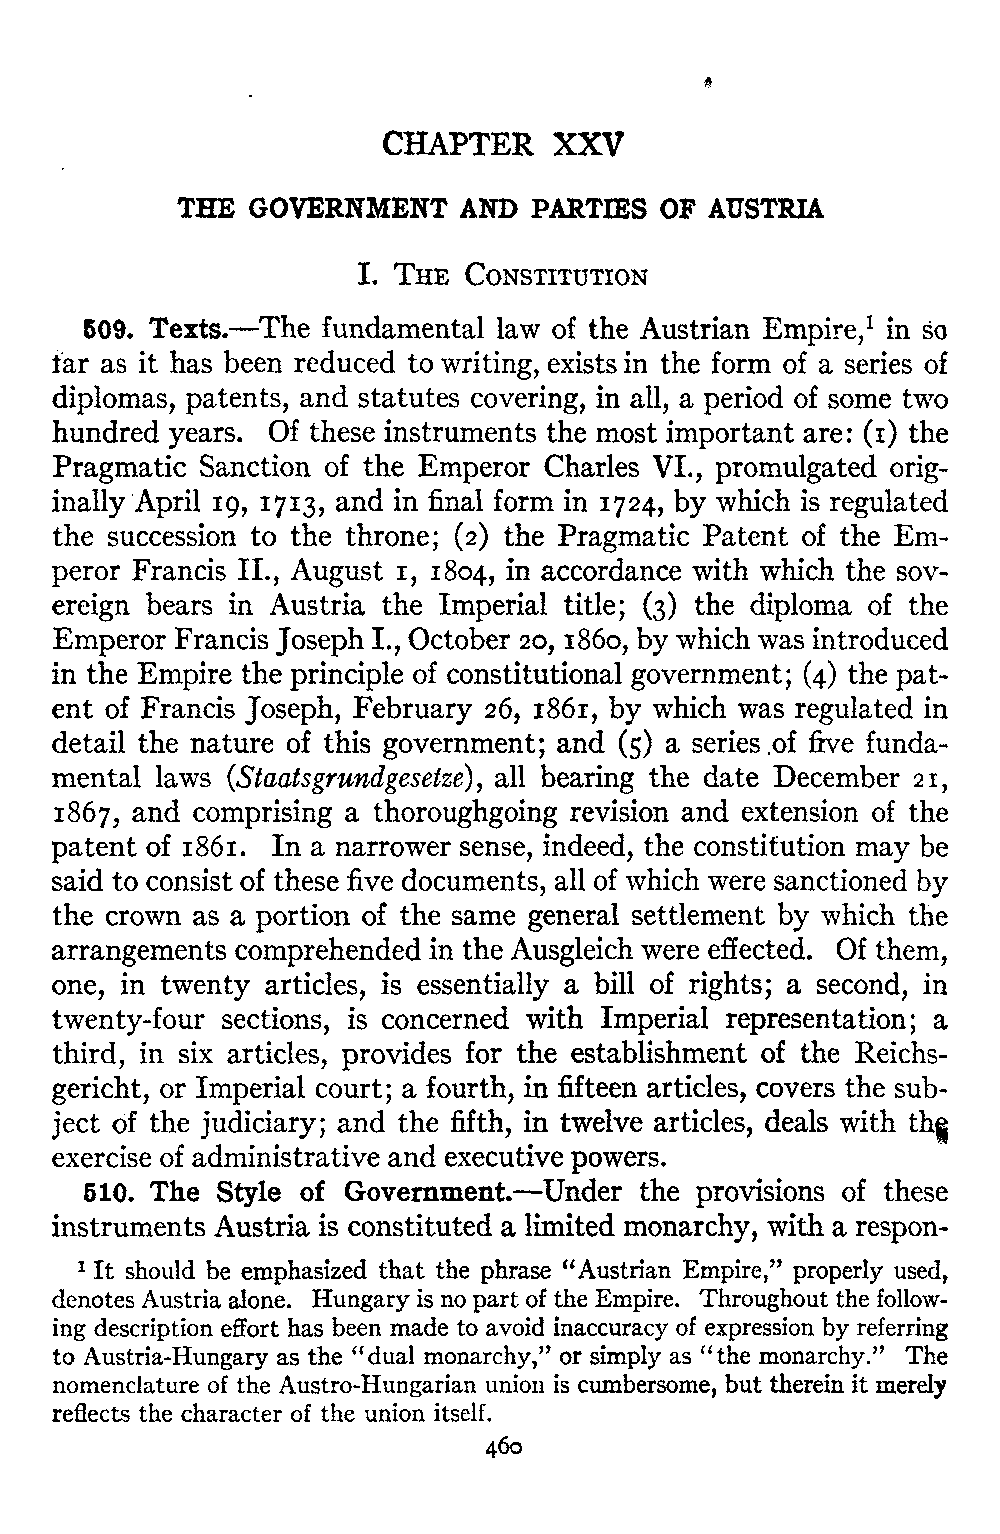 CHAPTER XXV
THE GOVERNMENT AND PARTIES OF AUSTRIA
I. THE CONSTITUTION
509. Texts.—The fundamental law of the Austrian Empire,¹ in so
far as it has been reduced to writing, exists in the form of a series of
diplomas, patents, and statutes covering, in all, a period of some two
hundred years. Of these instruments the most important are: (1) the
Pragmatic Sanction of the Emperor Charles VI., promulgated orig-
inally April 19, 1713, and in final form in 1724, by which is regulated
the succession to the throne; (2) the Pragmatic Patent of the Em-
peror Francis II., August 1, 1804, in accordance with which the sov-
ereign bears in Austria the Imperial title; (3) the diploma of the
Emperor Francis Joseph I., October 20, 1860, by which was introduced
in the Empire the principle of constitutional government; (4) the pat-
ent of Francis Joseph, February 26, 1861, by which was regulated in
detail the nature of this government; and (5) a series of five funda-
mental laws (Staatsgrundgesetze), all bearing the date December 21,
1867, and comprising a thoroughgoing revision and extension of the
patent of 1861. In a narrower sense, indeed, the constitution may be
said to consist of these five documents, all of which were sanctioned by
the crown as a portion of the same general settlement by which the
arrangements comprehended in the Ausgleich were effected. Of them,
one, in twenty articles, is essentially a bill of rights; a second, in
twenty-four sections, is concerned with Imperial representation; a
third, in six articles, provides for the establishment of the Reichs-
gericht, or Imperial court; a fourth, in fifteen articles, covers the sub-
ject of the judiciary; and the fifth, in twelve articles, deals with the
exercise of administrative and executive powers.
510. The Style of Government.—Under the provisions of these
instruments Austria is constituted a limited monarchy, with a respon-
¹ It should be emphasized that the phrase “Austrian Empire,” properly used,
denotes Austria alone. Hungary is no part of the Empire. Throughout the follow-
ing description effort has been made to avoid inaccuracy of expression by referring
to Austria-Hungary as the “dual monarchy,” or simply as “the monarchy.” The
nomenclature of the Austro-Hungarian union is cumbersome, but therein it merely
reflects the character of the union itself.
460